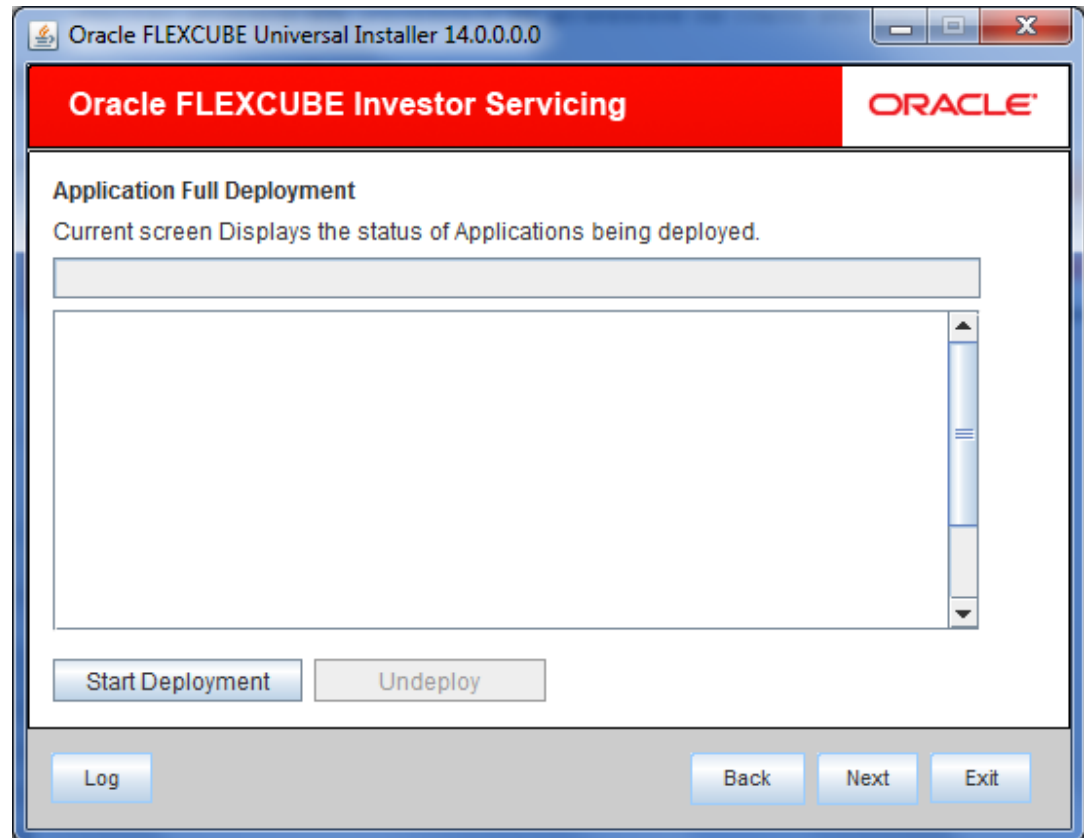 Oracle FLEXCUBE Universal Installer 14.0.0.0.0
Oracle FLEXCUBE Investor Servicing
ORACLE
Application Full Deployment
Current screen Displays the status of Applications being deployed.
Start Deployment Undeploy
Log Back Next Exit